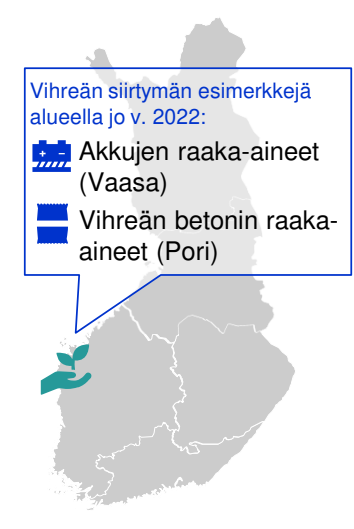 Vihreän siirtymän esimerkkejä
alueella jo v. 2022:
Akkujen raaka-aineet
(Vaasa)
Vihreän betonin raaka-
aineet (Pori)